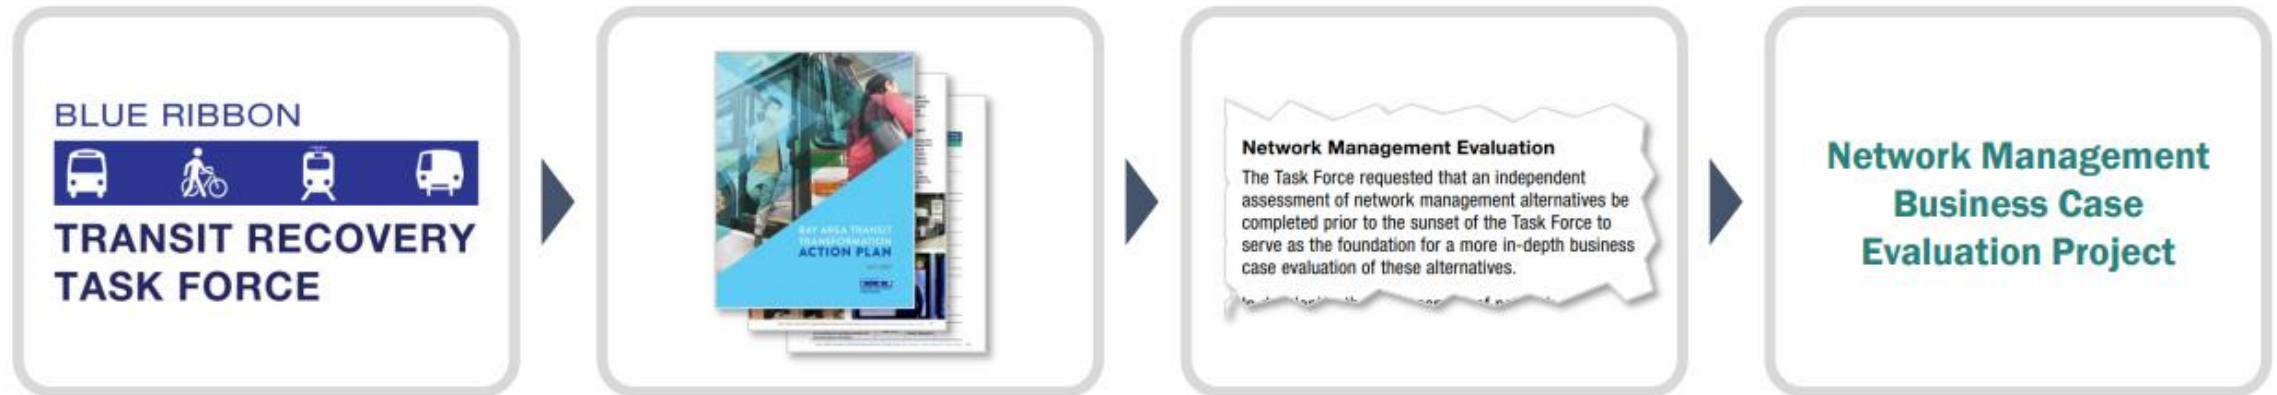 BLUE RIBBON
TRANSIT RECOVERY
TASK FORCE
BAY AREA TRANSIT
TRANSFORMATION
ACTION PLAN
Network Management Evaluation
The Task Force requested that an independent
assessment of network management alternatives be
completed prior to the sunset of the Task Force to
serve as the foundation for a more in-depth business
case evaluation of these alternatives.
Network Management
Business Case
Evaluation Project